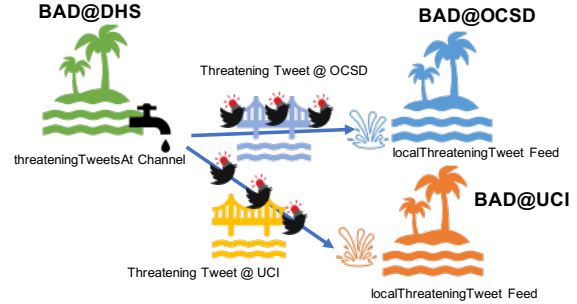 BAD@DHS
BAD@OCSD
Threatening Tweet @ OCSD
threateningTweetsAt Channel
localThreateningTweet Feed
BAD@UCI
Threatening Tweet @ UCI
localThreateningTweet Feed